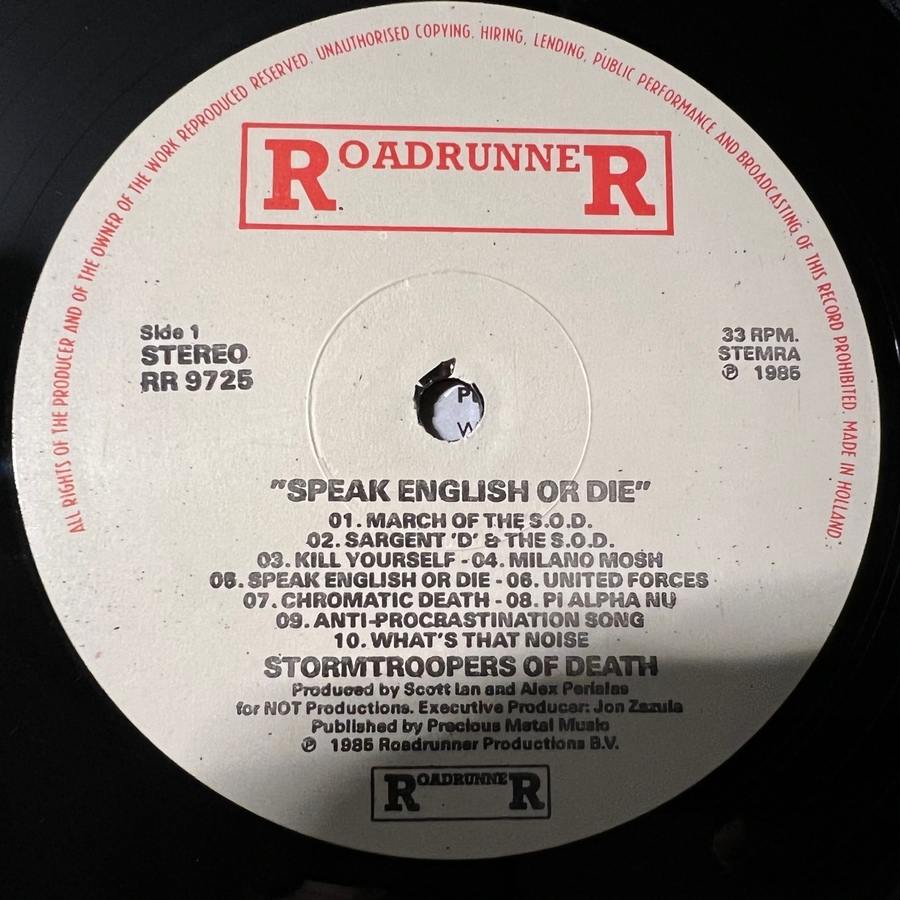 ALL RIGHTS OF THE PRODUCER AND OF THE OWNER OF THE WORK REPRODUCED RESERVED. UNAUTHORISED COPYING, HIRING, LENDING, PUBLIC PERFORMANCE AND BROADCASTING OF THIS RECORD PROHIBITED. MADE IN HOLLAND.
ROADRUNNER
Side 1
STEREO
RR 9725
33 RPM.
STEMRA
℗ 1985
"SPEAK ENGLISH OR DIE"
01. MARCH OF THE S.O.D.
02. SARGENT 'D' & THE S.O.D.
03. KILL YOURSELF - 04. MILANO MOSH
05. SPEAK ENGLISH OR DIE - 06. UNITED FORCES
07. CHROMATIC DEATH - 08. PI ALPHA NU
09. ANTI-PROCRASTINATION SONG
10. WHAT'S THAT NOISE
STORMTROOPERS OF DEATH
Produced by Scott Ian and Alex Perialas
for NOT Productions. Executive Producer: Jon Zazula
Published by Precious Metal Music
℗ 1985 Roadrunner Productions B.V.
ROADRUNNER